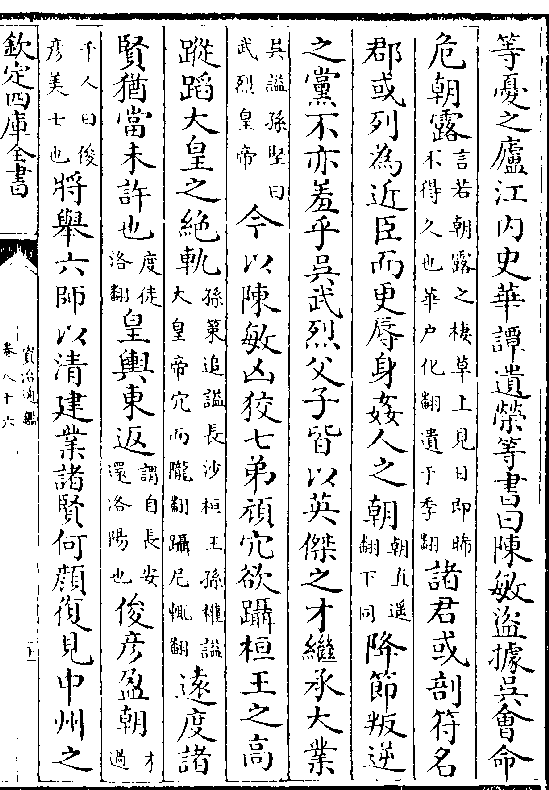 等憂之廬江内史華譚遺榮等書曰陳敏盜據吳會命
危朝露言若朝露之棲草上見日即晞不得久也華户化翻遺于季翻諸君或剖符名
郡或列為近臣而更辱身姦人之朝朝直遥翻下同降節叛逆
之黨不亦羞乎吳武烈父子皆以英傑之才繼承大業
吳謚孫堅曰武烈皇帝今以陳敏凶狡七弟頑宂欲躡桓王之高
蹤蹈大皇之絶軌孫策追謚長沙桓王孫權謚大皇帝宂而隴翻躡尼輒翻遠度諸
賢猶當未許也度徒洛翻皇輿東返謂自長安還洛陽也俊彦盈朝才過
千人曰俊彦美士也將舉六師以清建業諸賢何顔復見中州之
欽定四庫全書
資治通鑑
卷八十六